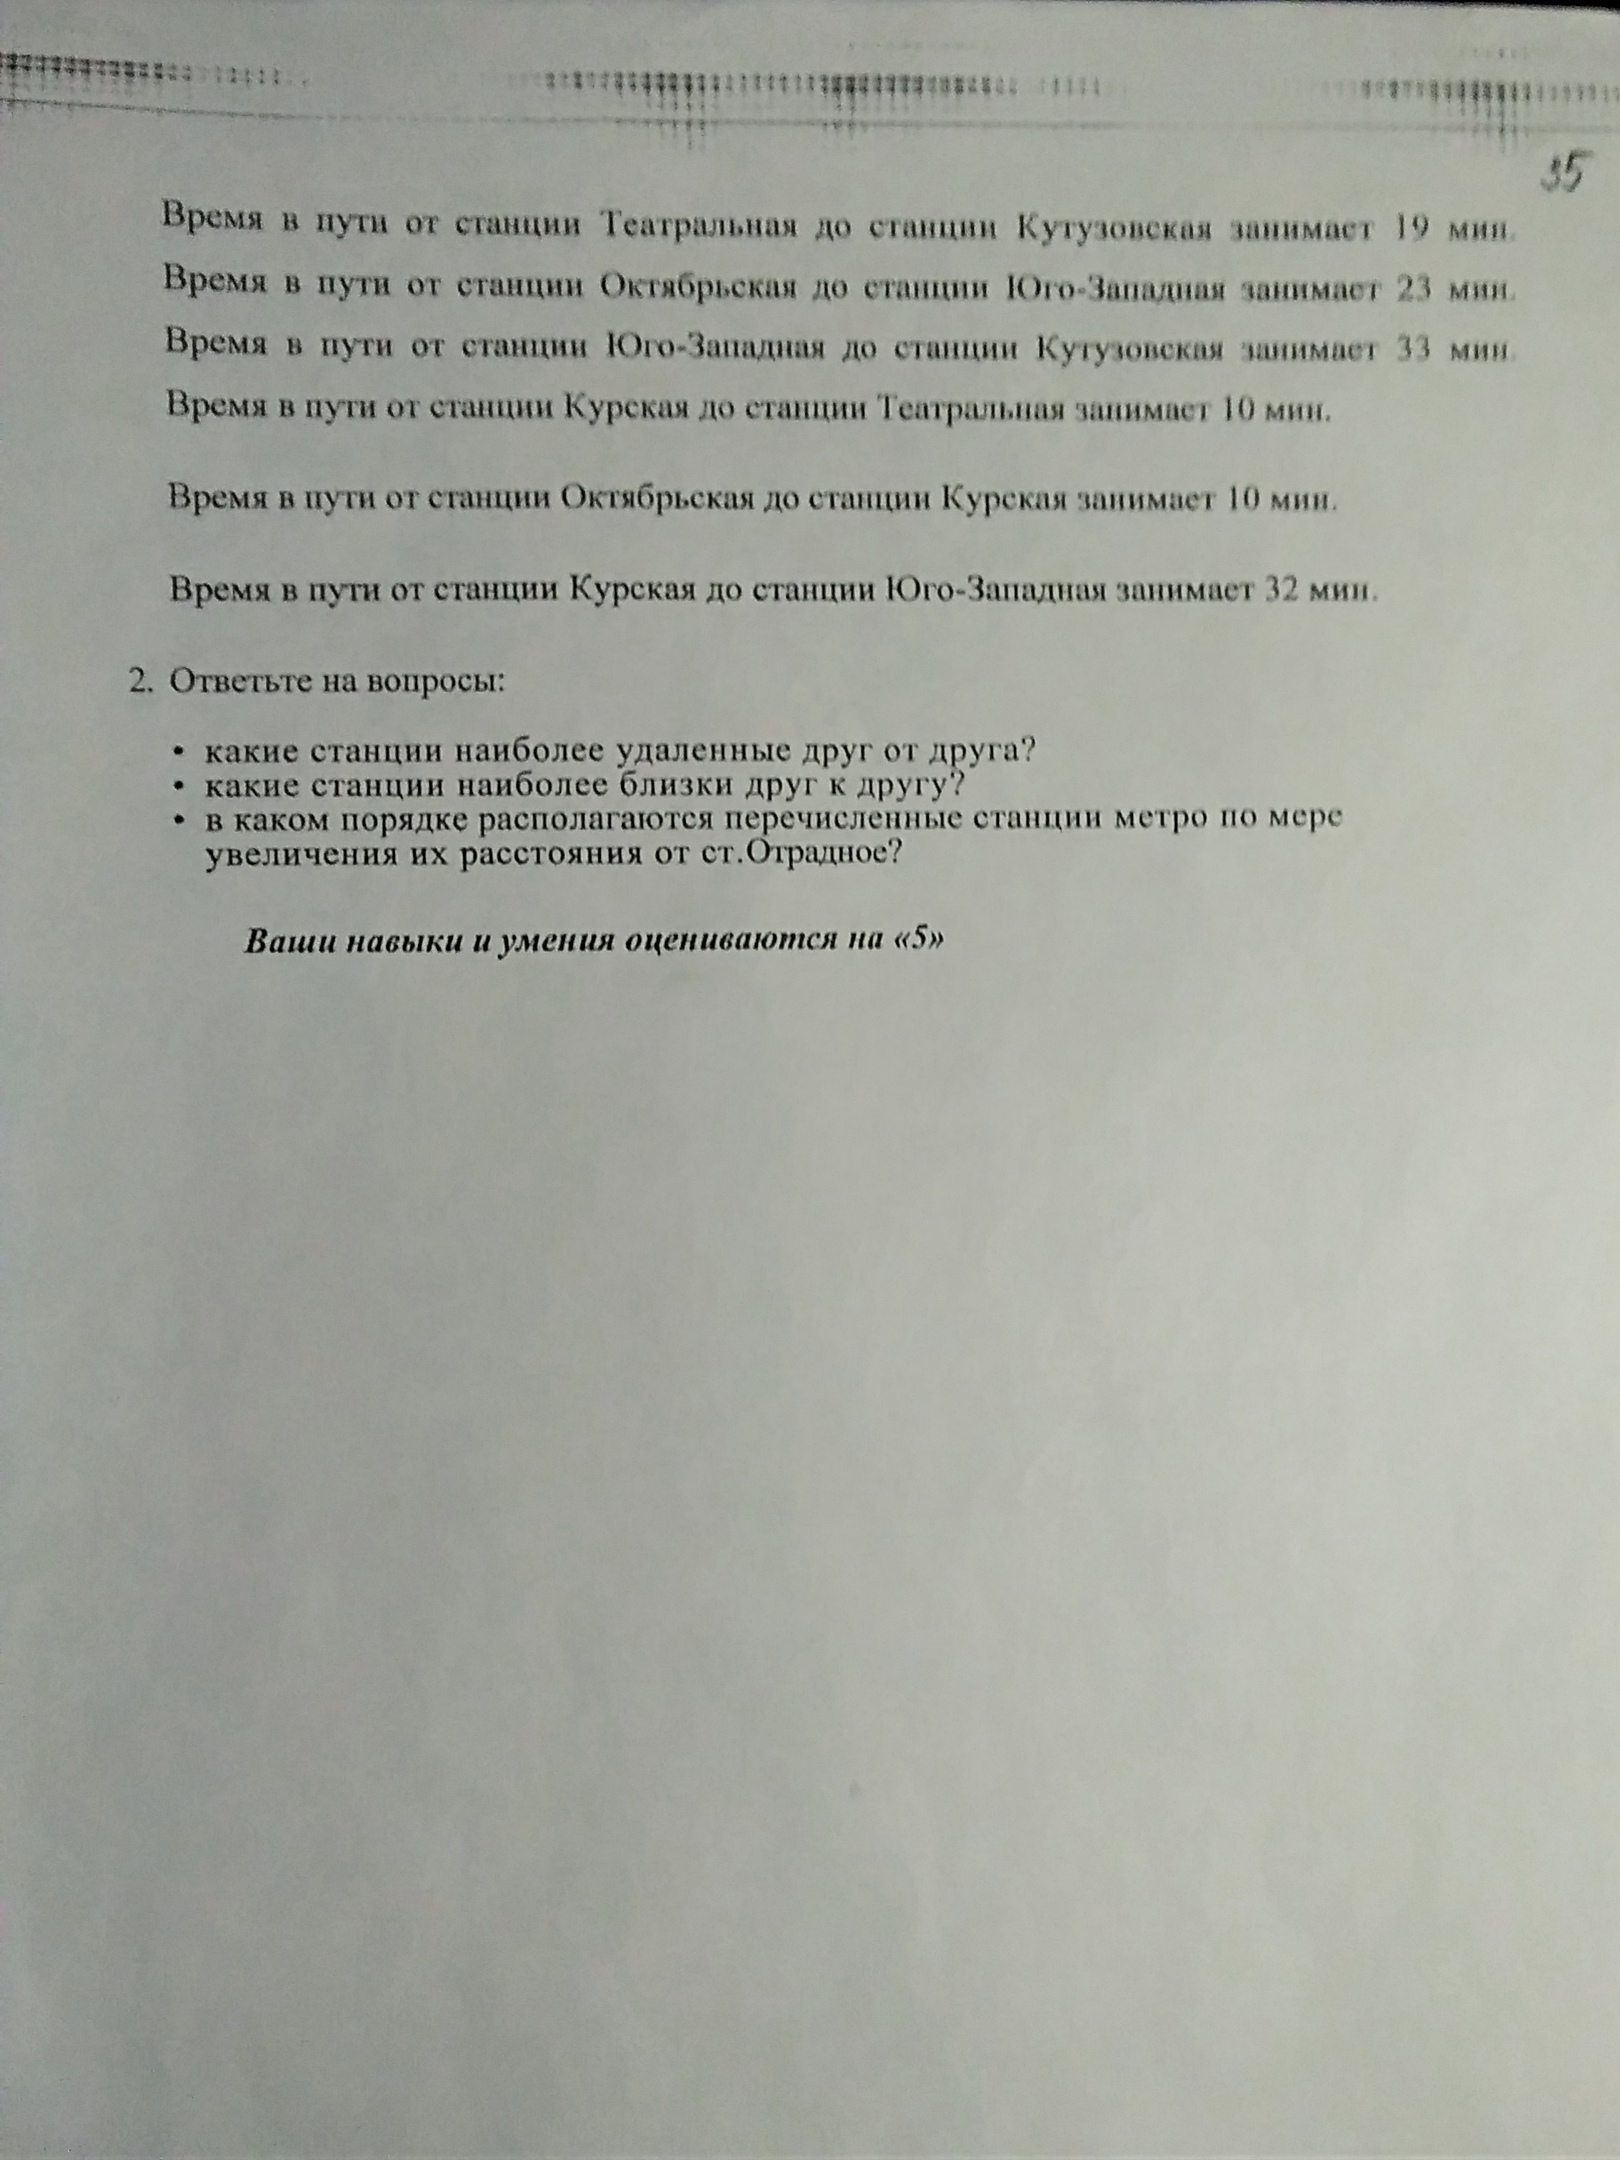 35
Время в пути от станции Театральная до станции Кутузовская занимает 19 мин.
Время в пути от станции Октябрьская до станции Юго-Западная занимает 23 мин.
Время в пути от станции Юго-Западная до станции Кутузовская занимает 33 мин.
Время в пути от станции Курская до станции Театральная занимает 10 мин.
Время в пути от станции Октябрьская до станции Курская занимает 10 мин.
Время в пути от станции Курская до станции Юго-Западная занимает 32 мин.
2. Ответьте на вопросы:
• какие станции наиболее удаленные друг от друга?
• какие станции наиболее близки друг к другу?
• в каком порядке располагаются перечисленные станции метро по мере
увеличения их расстояния от ст.Отрадное?
Ваши навыки и умения оцениваются на «5»